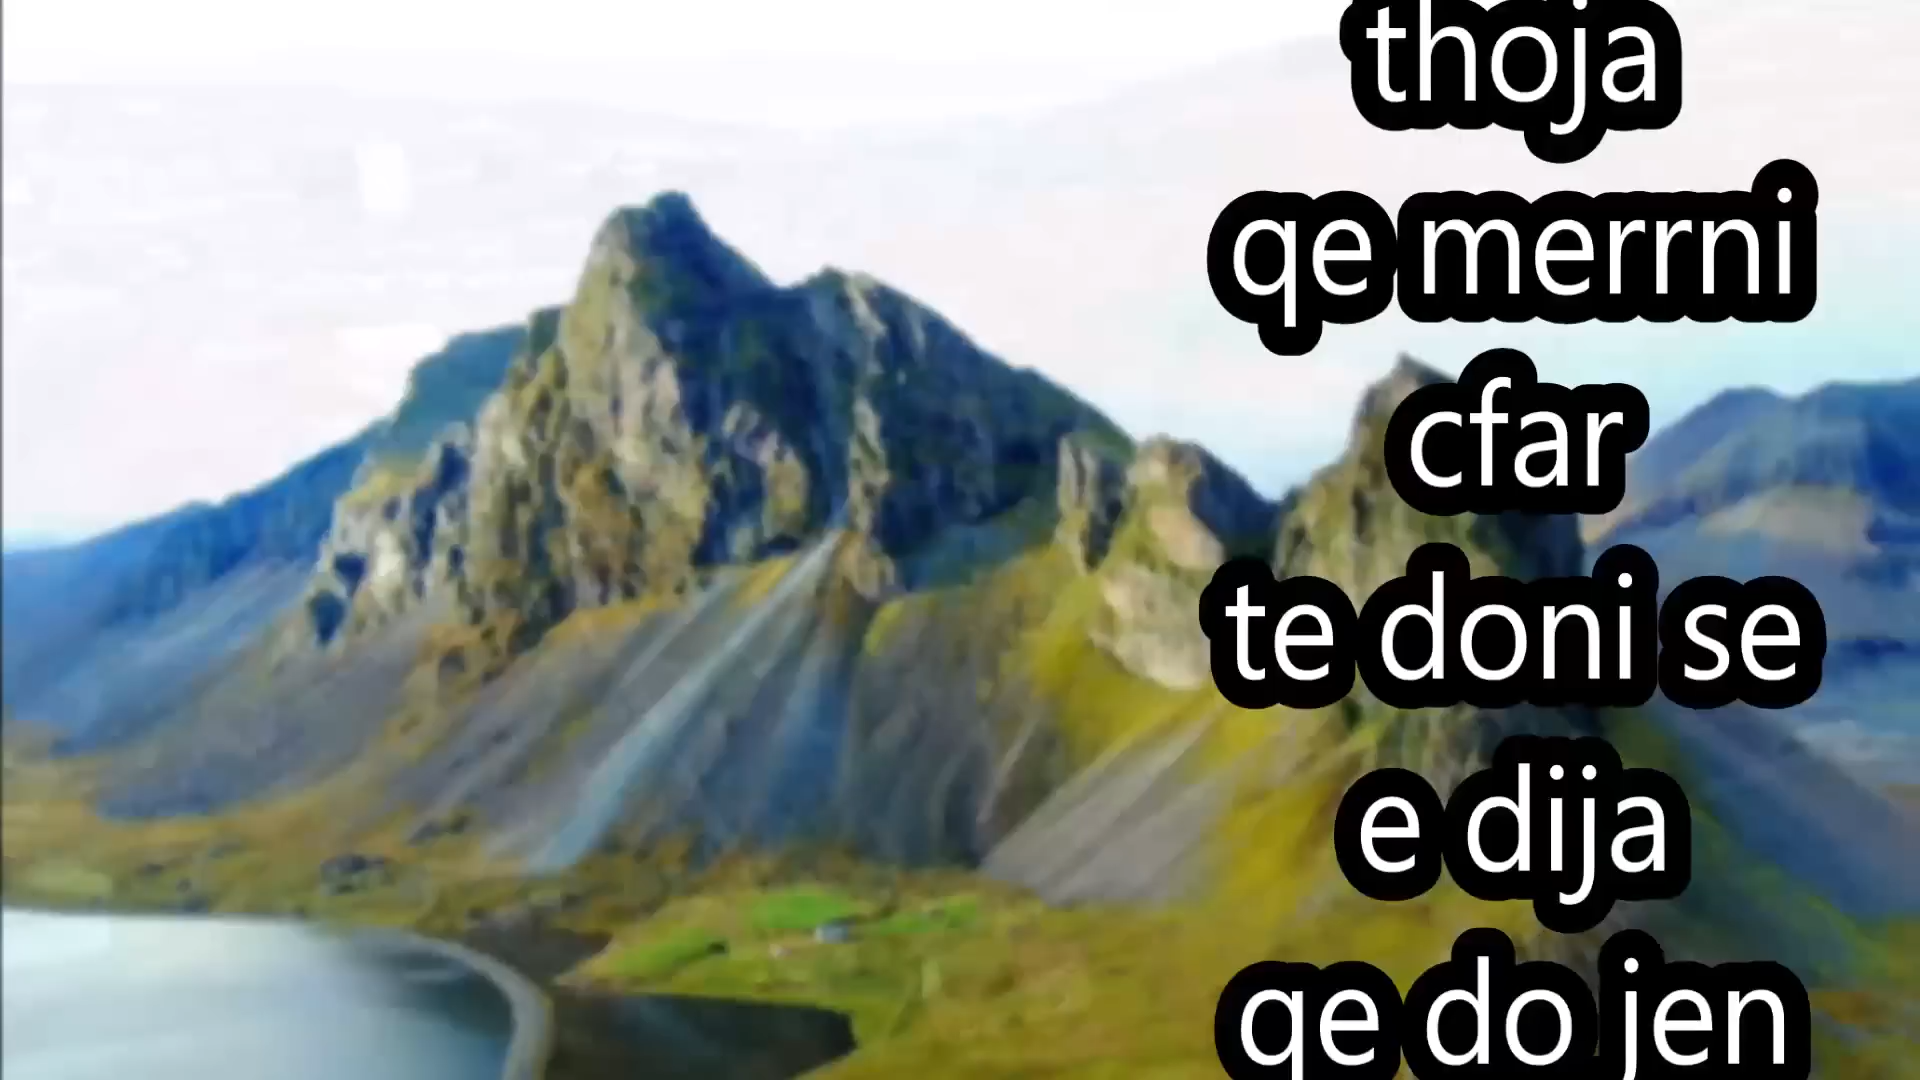 thoja
qe merrni
cfar
te doni se
e dija
qe do jen